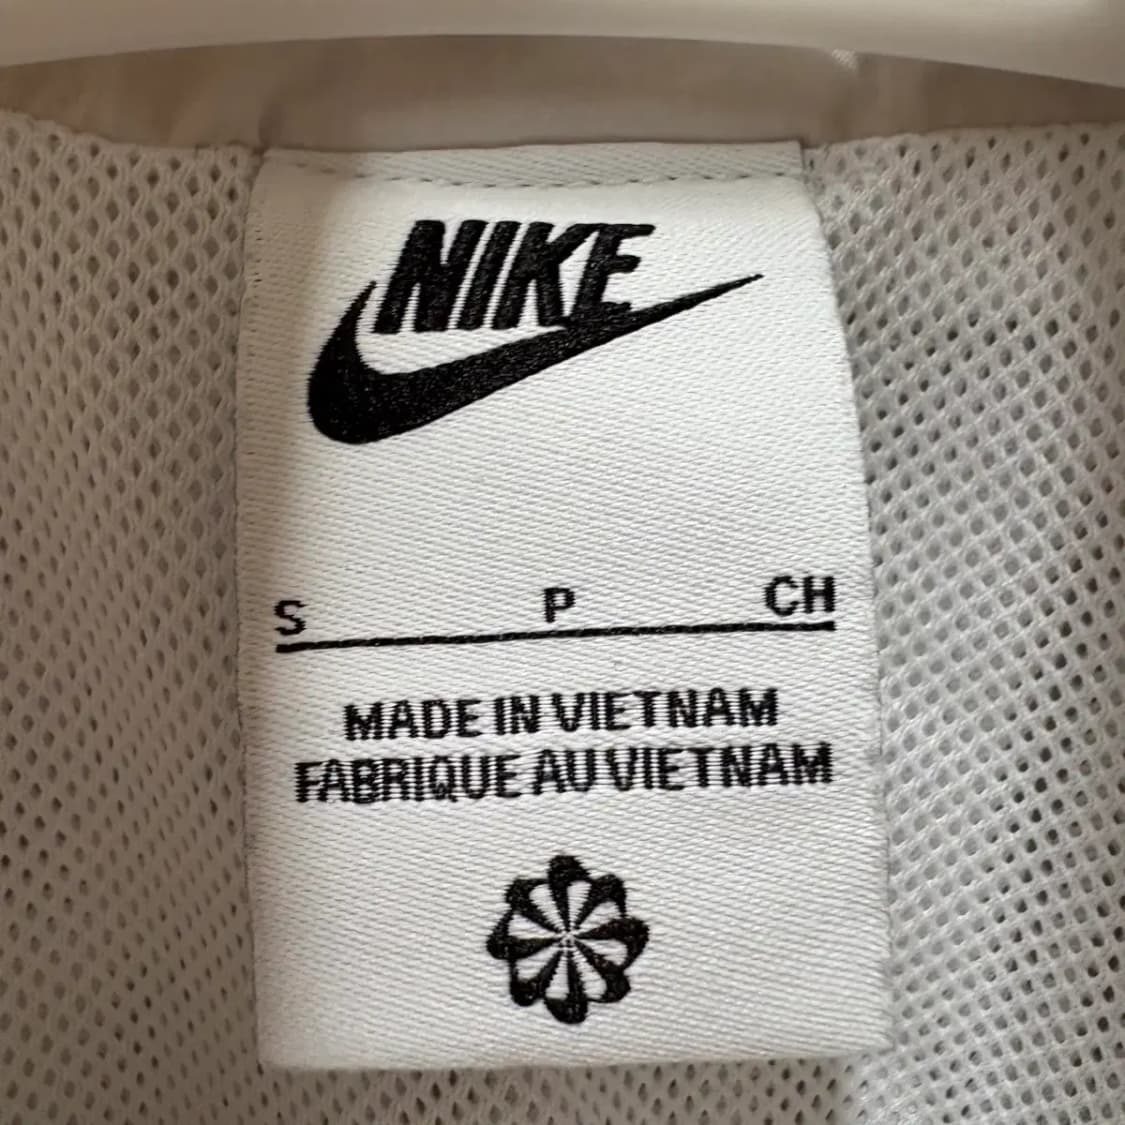 NIKE
S P CH
MADE IN VIETNAM
FABRIQUE AU VIETNAM